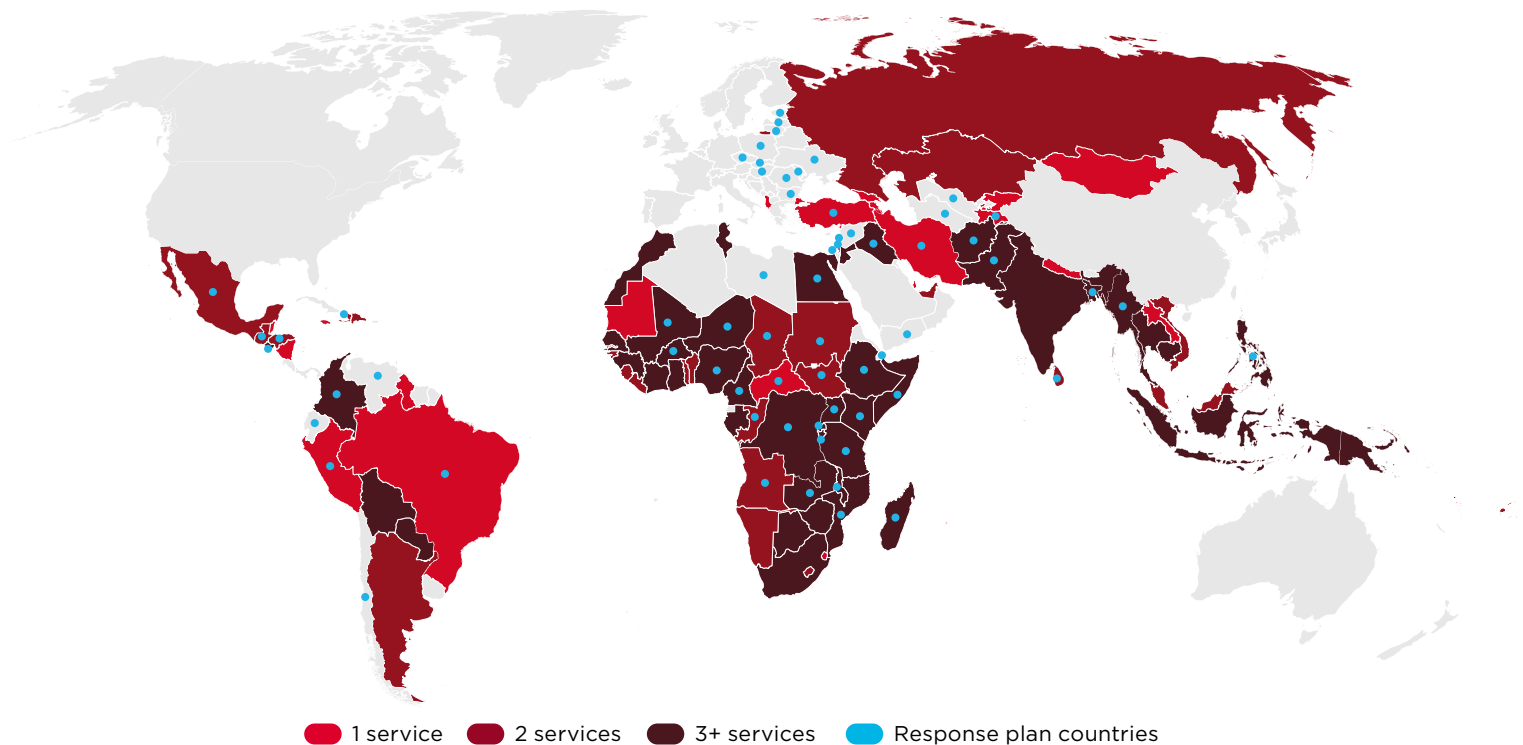 1 service
2 services
3+ services
Response plan countries